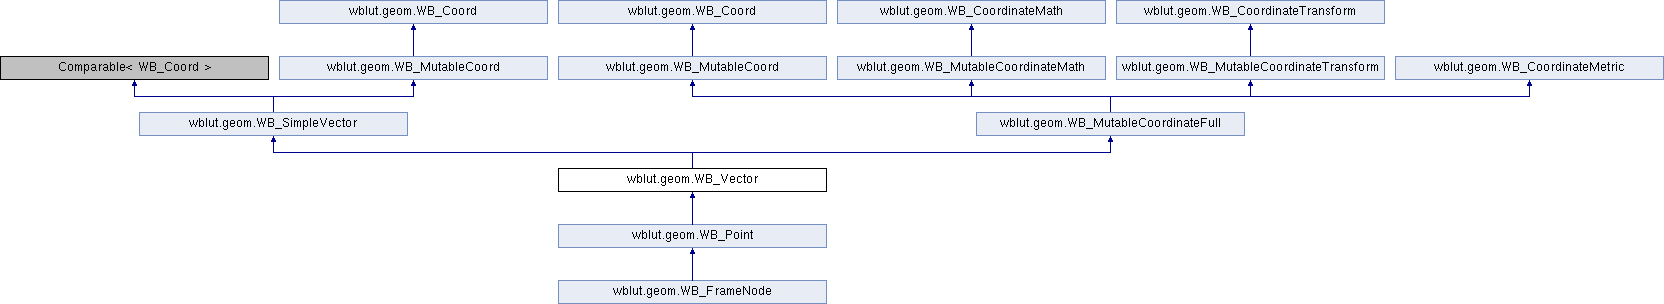 wblut.geom.WB_Coord
wblut.geom.WB_Coord
wblut.geom.WB_CoordinateMath
wblut.geom.WB_CoordinateTransform
Comparable< WB_Coord >
wblut.geom.WB_MutableCoord
wblut.geom.WB_MutableCoord
wblut.geom.WB_MutableCoordinateMath
wblut.geom.WB_MutableCoordinateTransform
wblut.geom.WB_CoordinateMetric
wblut.geom.WB_SimpleVector
wblut.geom.WB_MutableCoordinateFull
wblut.geom.WB_Vector
wblut.geom.WB_Point
wblut.geom.WB_FrameNode